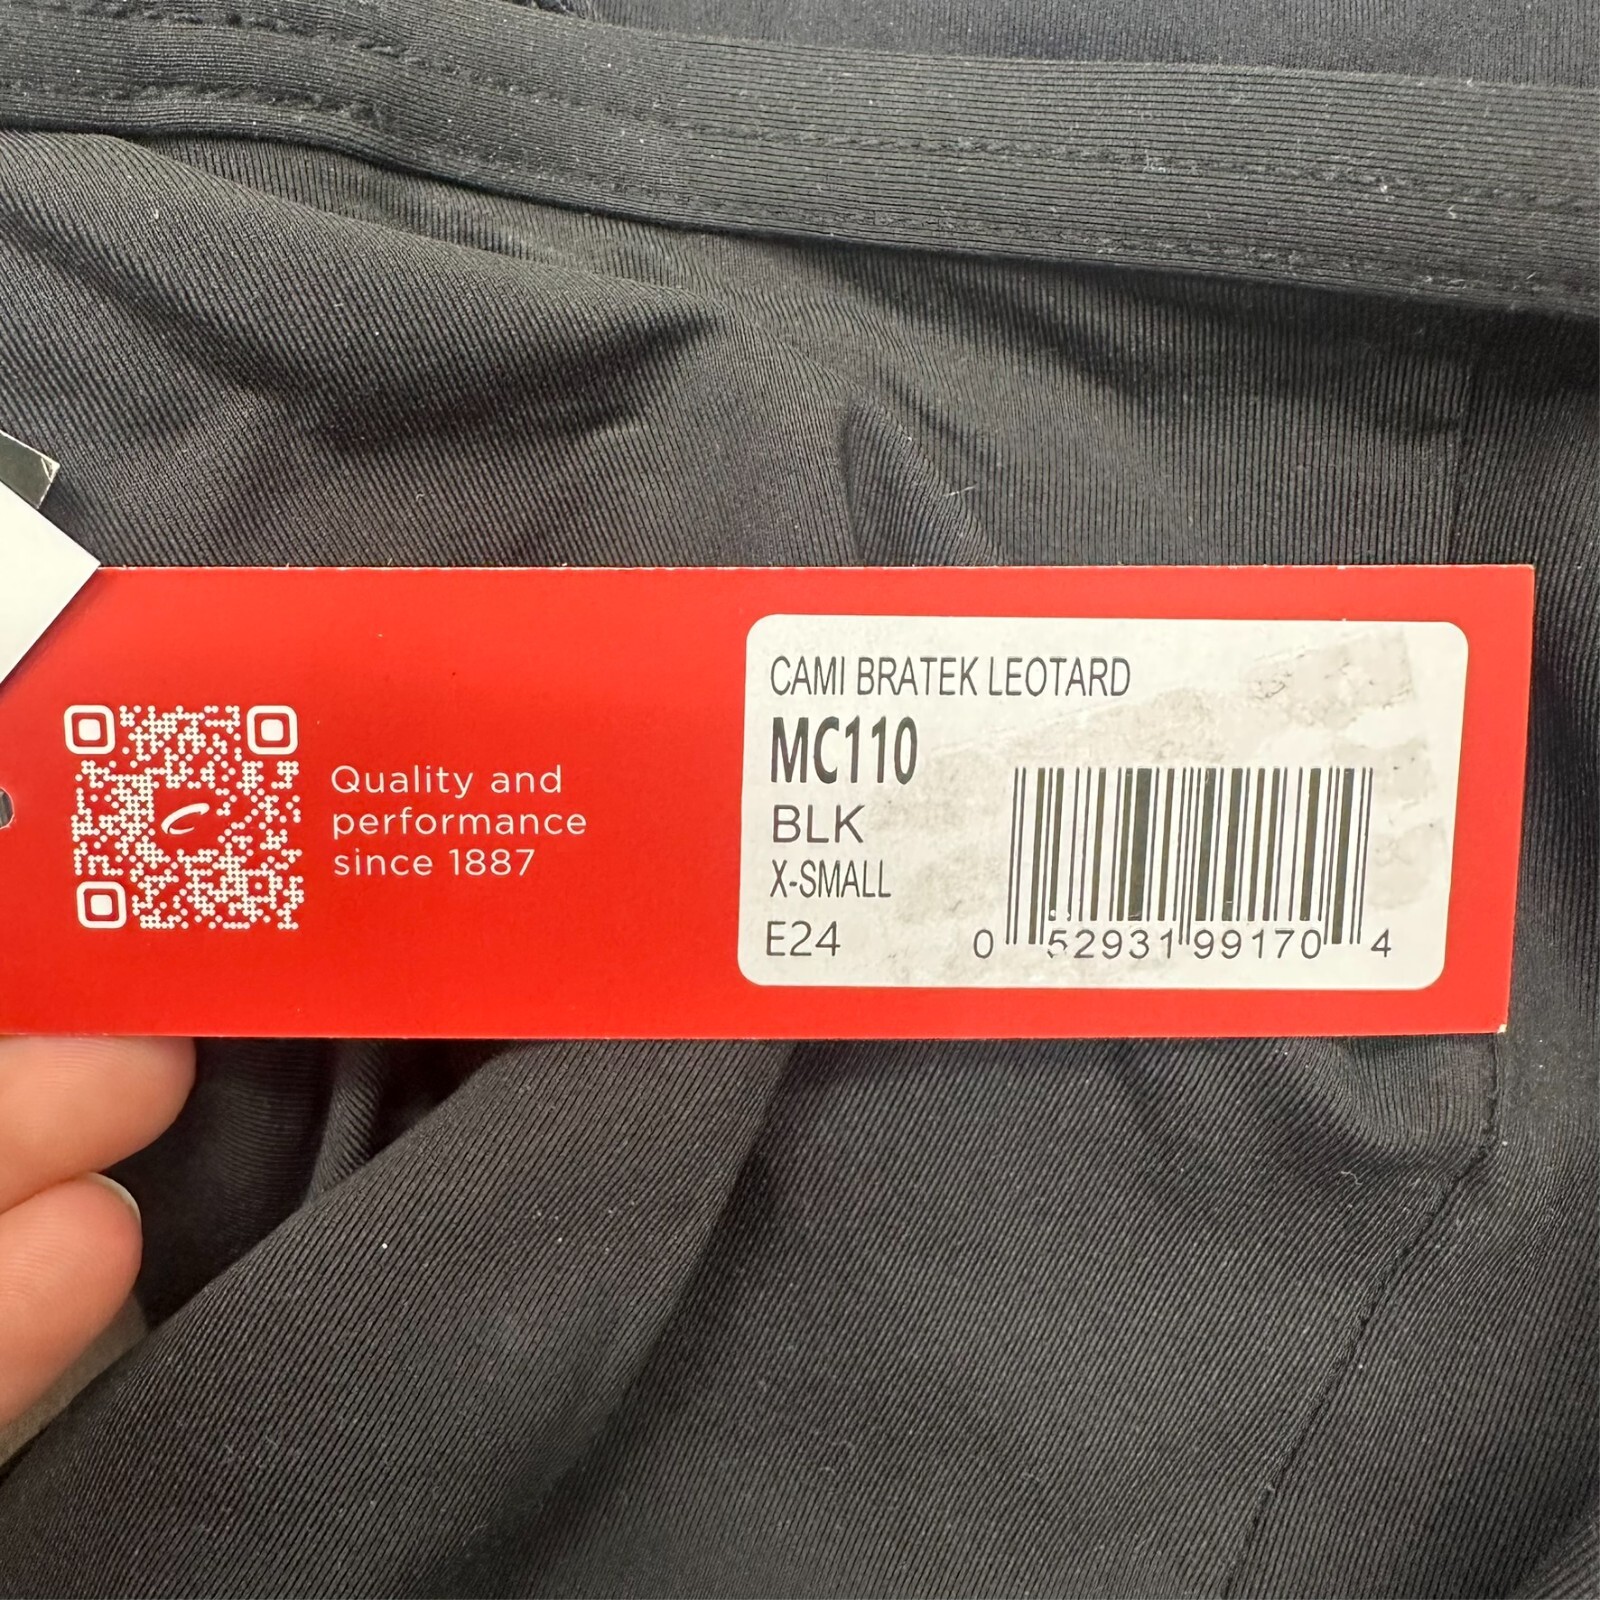 Quality and
performance
since 1887
CAMI BRATEK LEOTARD
MC110
BLK
X-SMALL
E24
0 52931 99170 4